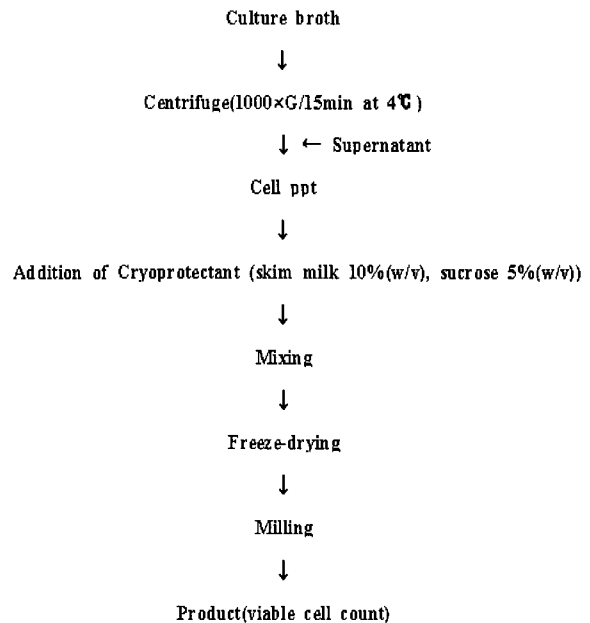 Culture broth
↓
Centrifuge(1000×G/15min at 4℃)
↓ ← Supernatant
Cell ppt
↓
Addition of Cryoprotectant (skim milk 10%(w/v), sucrose 5%(w/v))
↓
Mixing
↓
Freeze-drying
↓
Milling
↓
Product(viable cell count)